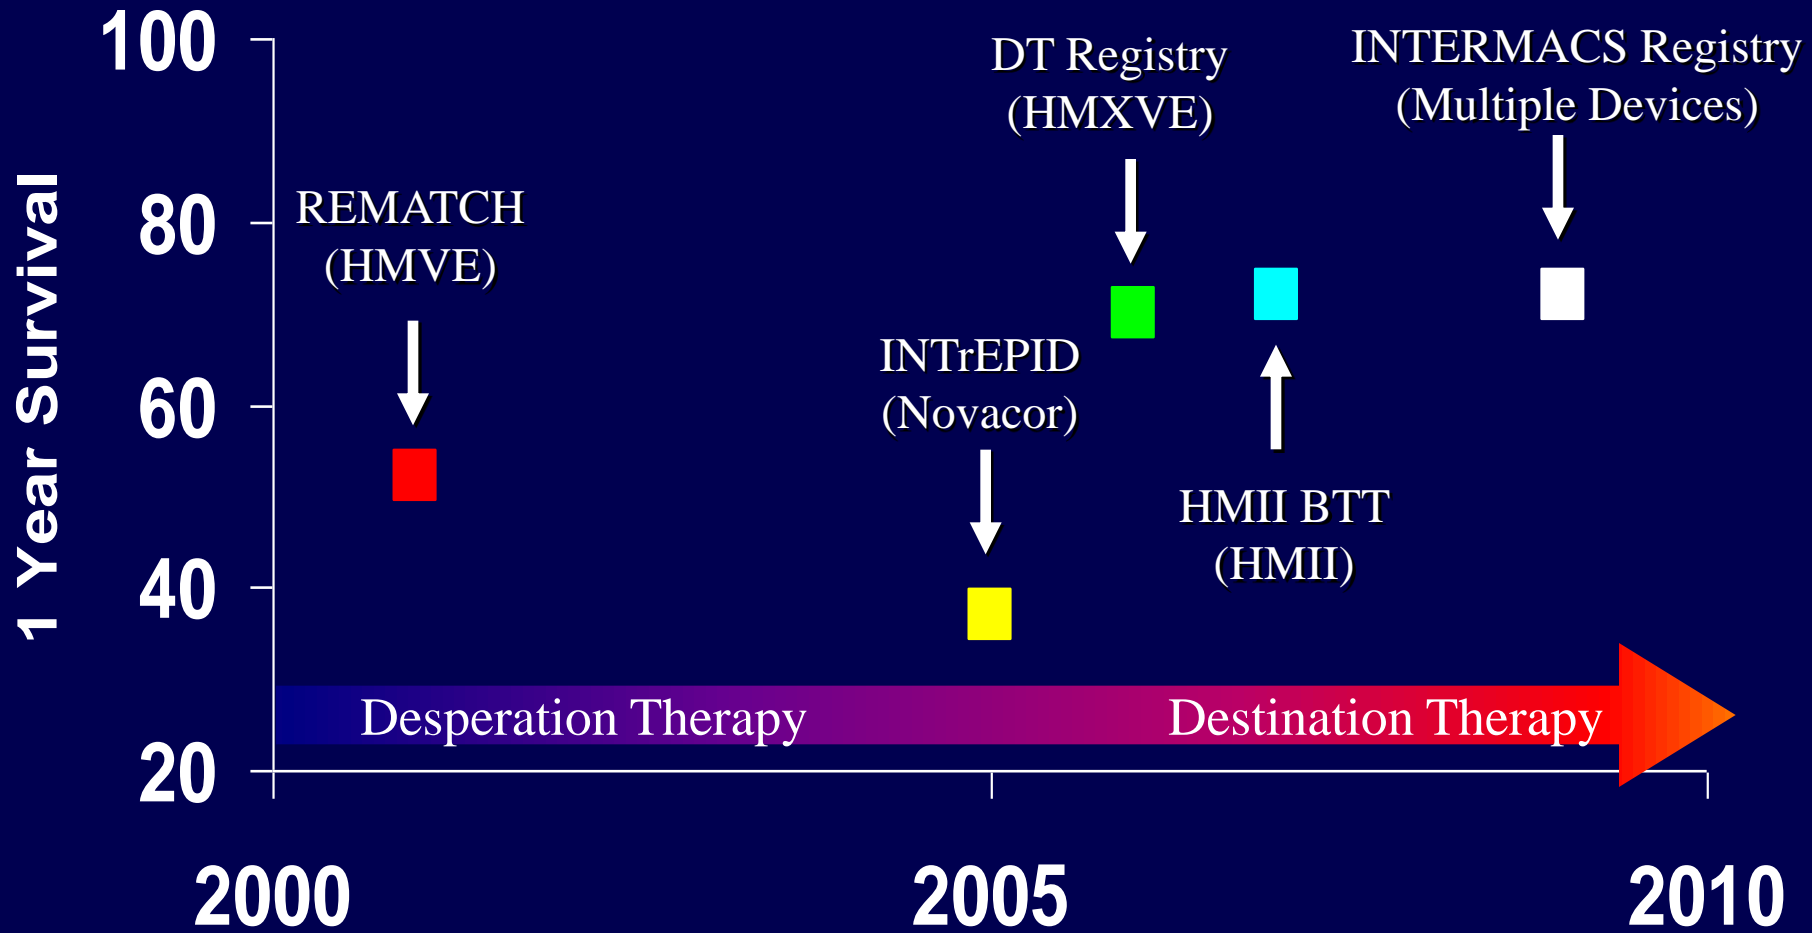 1 Year Survival
100
80
60
40
20
REMATCH
(HMVE)
INTrEPID
(Novacor)
DT Registry
(HMXVE)
HMII BTT
(HMII)
INTERMACS Registry
(Multiple Devices)
Desperation Therapy
Destination Therapy
2000
2005
2010